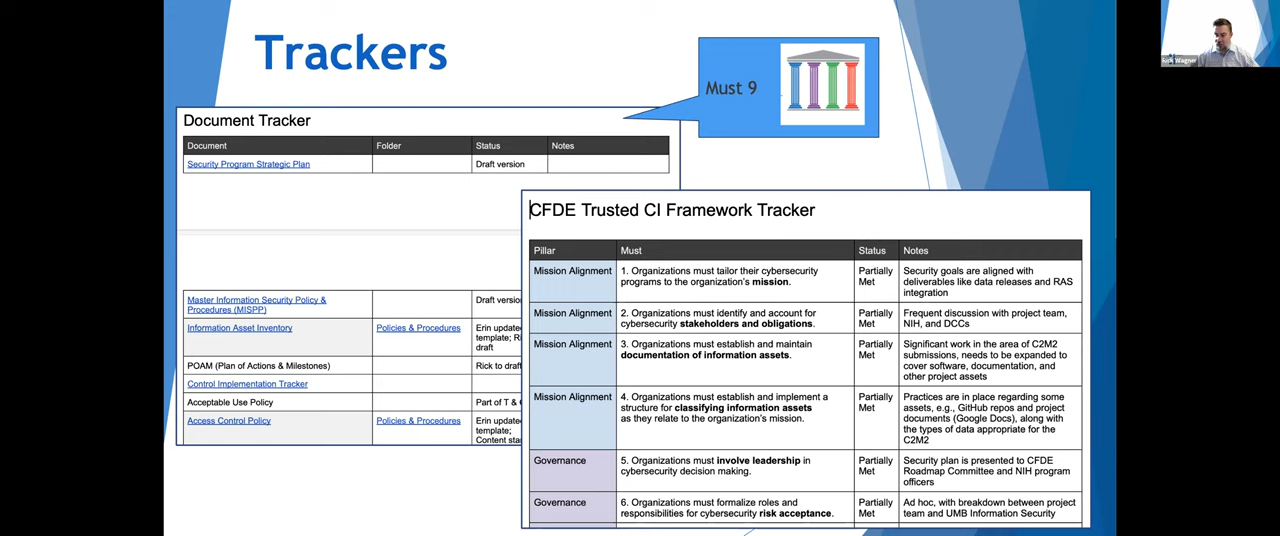 Trackers
Must 9
Rick Wagner
Document Tracker
Document Folder Status Notes
Security Program Strategic Plan Draft version
Master Information Security Policy & Procedures (MISPP) Draft
Information Asset Inventory Policies & Procedures Erin
template;
draft
POAM (Plan of Actions & Milestones) Rick to draft
Control Implementation Tracker
Acceptable Use Policy Part of T &
Access Control Policy Policies & Procedures Erin
template;
Content
CFDE Trusted CI Framework Tracker
Pillar Must Status Notes
Mission Alignment 1. Organizations must tailor their cybersecurity
programs to the organization's mission.
Partially
Met
Security goals are aligned with
deliverables like data releases and RAS
integration
Mission Alignment 2. Organizations must identify and account for
cybersecurity stakeholders and obligations.
Partially
Met
Frequent discussion with project team,
NIH, and DCCs
Mission Alignment 3. Organizations must establish and maintain
documentation of information assets.
Partially
Met
Significant work in the area of C2M2
submissions, needs to be expanded to
cover software, documentation, and
other project assets
Mission Alignment 4. Organizations must establish and implement a
structure for classifying information assets
as they relate to the organization's mission.
Partially
Met
Practices are in place regarding some
assets, e.g., GitHub repos and project
documents (Google Docs), along with
the types of data appropriate for the
C2M2
Governance 5. Organizations must involve leadership in
cybersecurity decision making.
Partially
Met
Security plan is presented to CFDE
Roadmap Committee and NIH program
officers
Governance 6. Organizations must formalize roles and
responsibilities for cybersecurity risk acceptance.
Partially
Met
Ad hoc, with breakdown between project
team and UMB Information Security